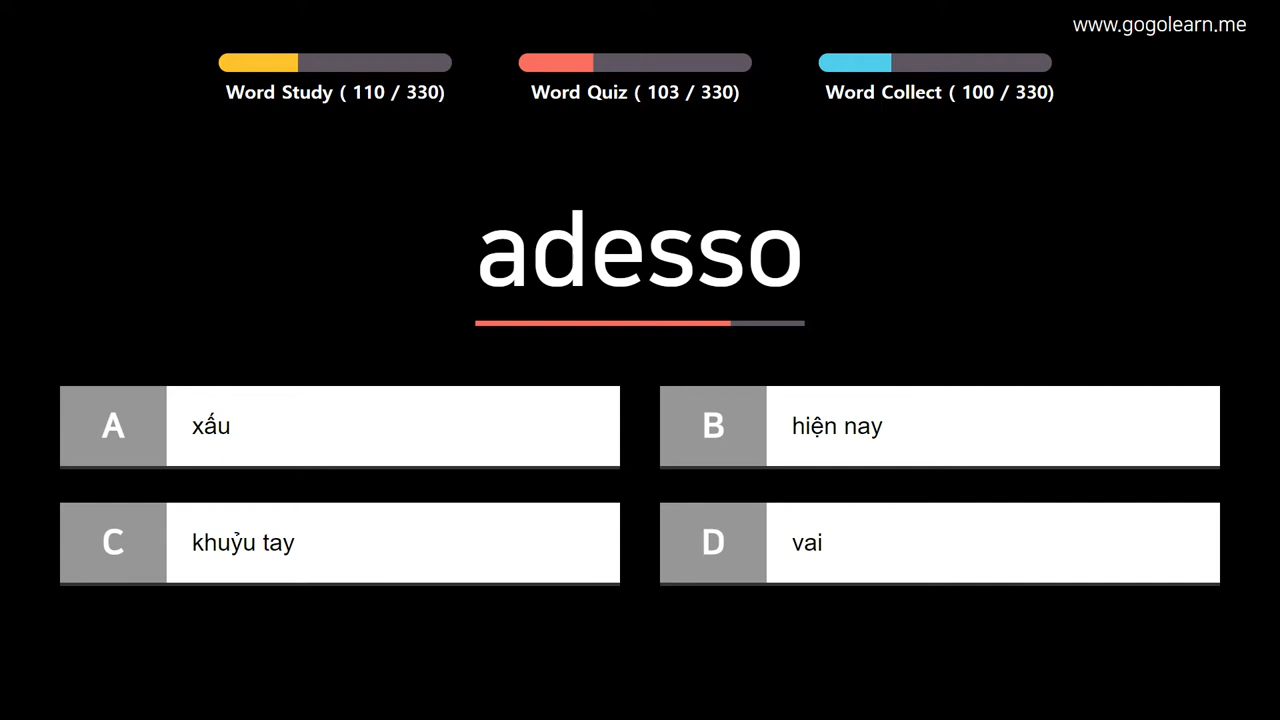 www.gogolearn.me
Word Study ( 110 / 330)
Word Quiz ( 103 / 330)
Word Collect ( 100 / 330)
adesso
A
xấu
B
hiện nay
C
khuỷu tay
D
vai